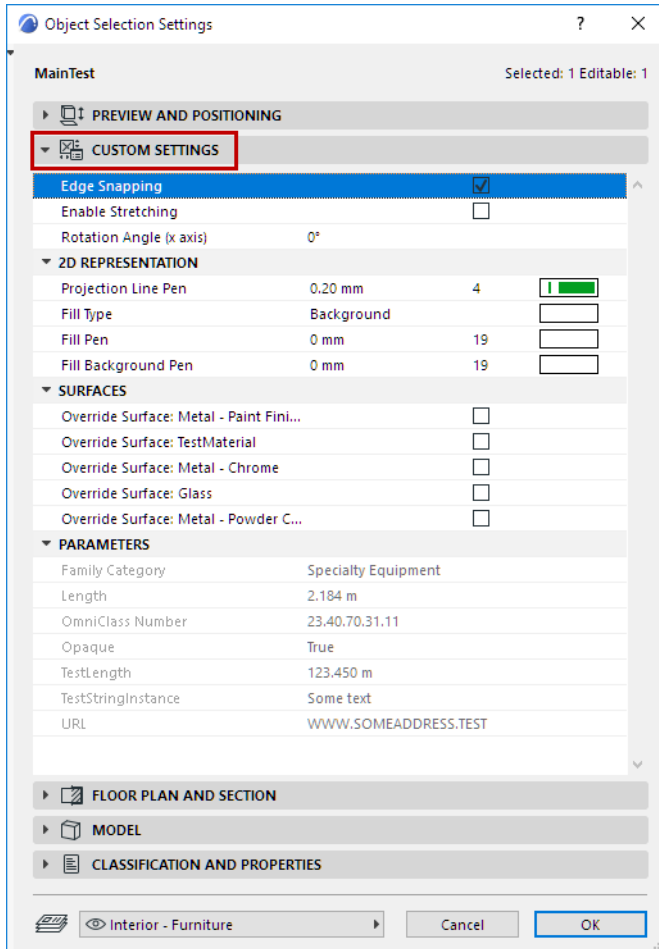 Object Selection Settings ? ×
MainTest Selected: 1 Editable: 1
PREVIEW AND POSITIONING
CUSTOM SETTINGS
Edge Snapping
Enable Stretching
Rotation Angle (x axis) 0°
2D REPRESENTATION
Projection Line Pen 0.20 mm 4
Fill Type Background
Fill Pen 0 mm 19
Fill Background Pen 0 mm 19
SURFACES
Override Surface: Metal - Paint Fini...
Override Surface: TestMaterial
Override Surface: Metal - Chrome
Override Surface: Glass
Override Surface: Metal - Powder C...
PARAMETERS
Family Category Specialty Equipment
Length 2.184 m
OmniClass Number 23.40.70.31.11
Opaque True
TestLength 123.450 m
TestStringInstance Some text
URL WWW.SOMEADDRESS.TEST
FLOOR PLAN AND SECTION
MODEL
CLASSIFICATION AND PROPERTIES
Interior - Furniture Cancel OK